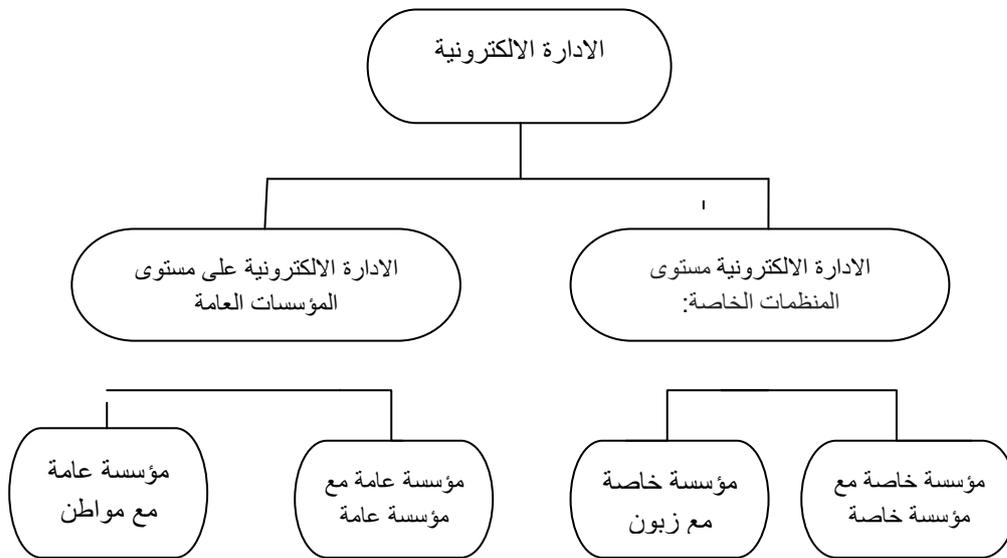 الادارة الالكترونية
الادارة الالكترونية مستوى
المنظمات الخاصة:
الادارة الالكترونية على مستوى
المؤسسات العامة
مؤسسة خاصة مع
مؤسسة خاصة
مؤسسة خاصة
مع زبون
مؤسسة عامة مع
مؤسسة عامة
مؤسسة عامة
مع مواطن